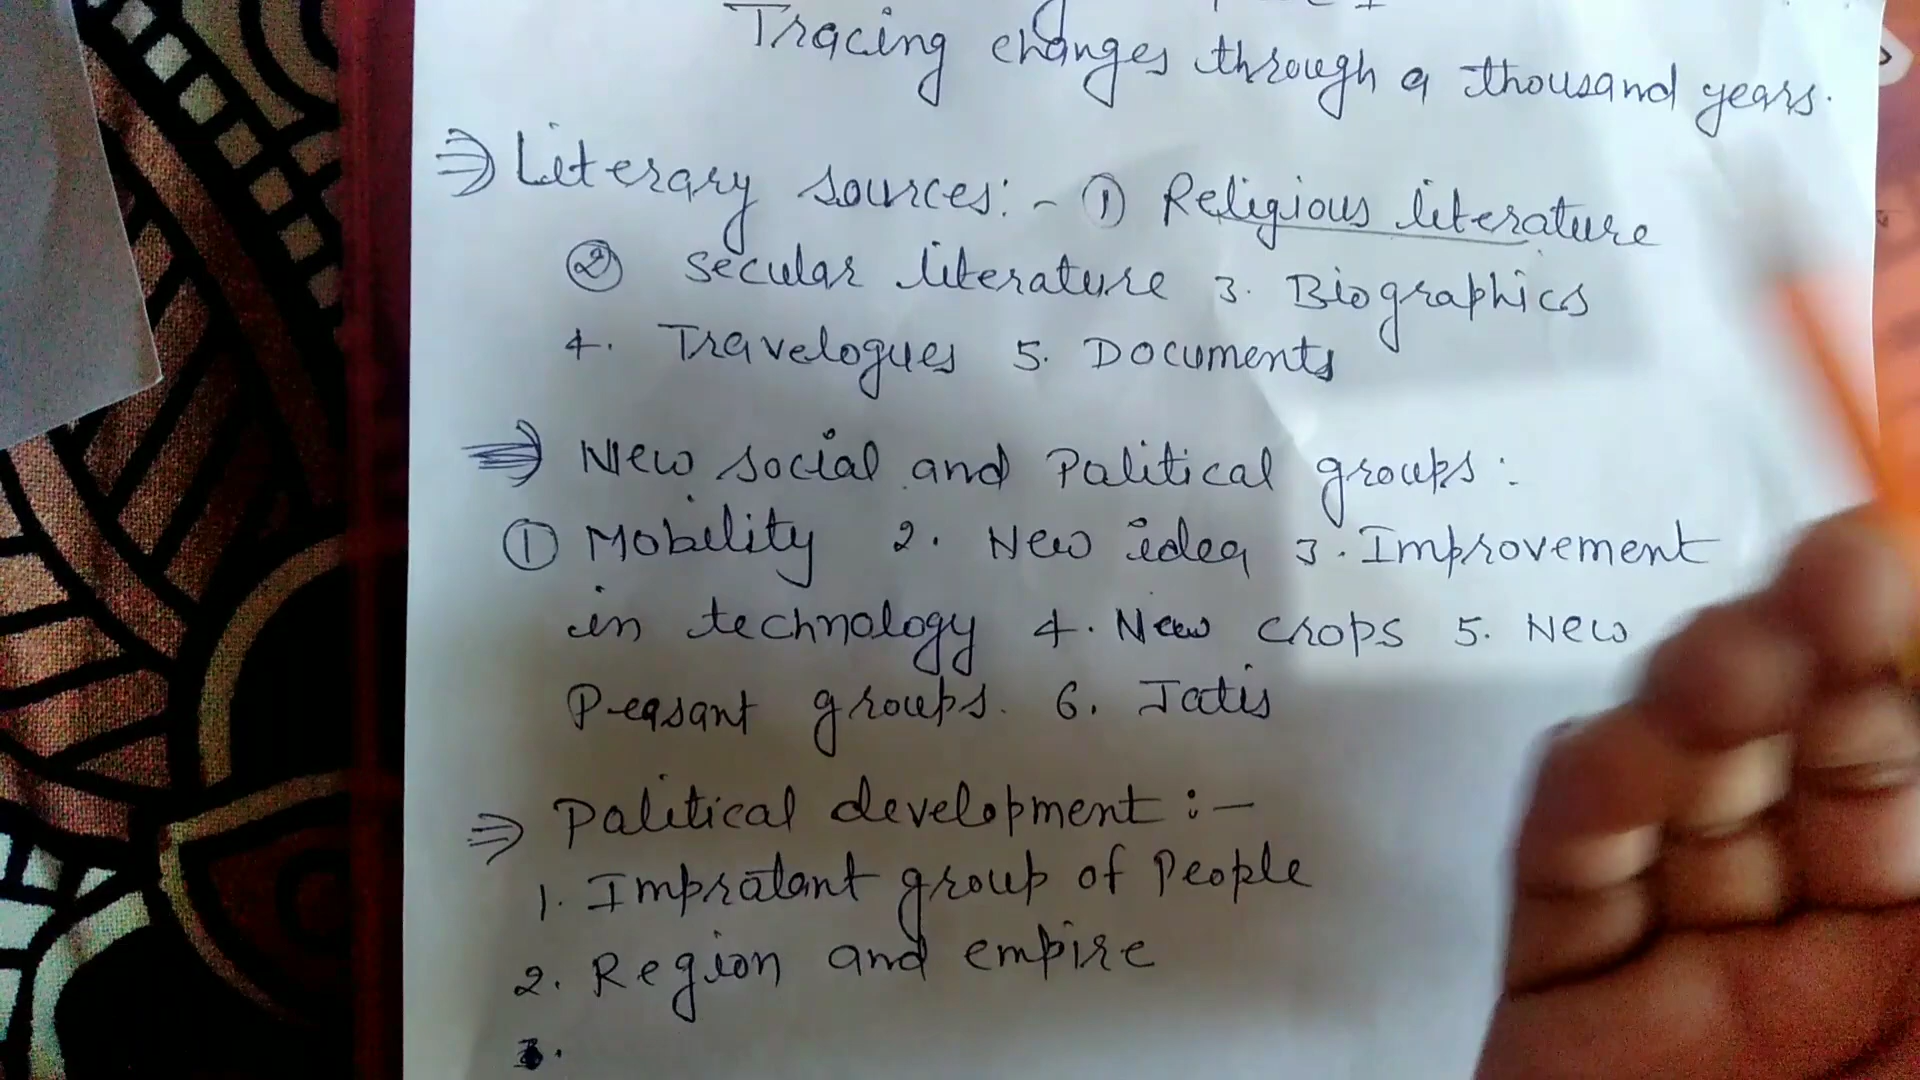 Tracing changes through a thousand years.
⇒ Literary sources:- ① Religious literature
② Secular literature 3. Biographics
4. Travelogues 5. Documents
⇒ New social and Palitical groups:
① Mobility 2. New idea 3. Improvement
in technology 4. New crops 5. New
Peasant groups. 6. Jatis
⇒ Palitical development :-
1. Impratant group of People
2. Region and empire
3.